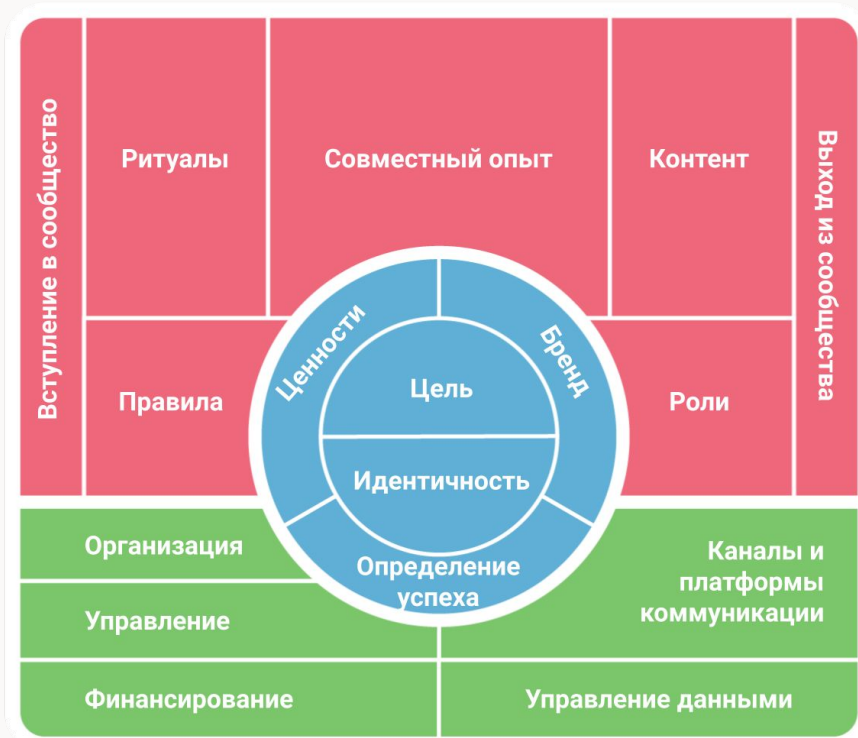 Вступление в сообщество
Ритуалы
Совместный опыт
Контент
Выход из сообщества
Правила
Ценности
Бренд
Цель
Роли
Идентичность
Определение
успеха
Организация
Каналы и
платформы
коммуникации
Управление
Финансирование
Управление данными